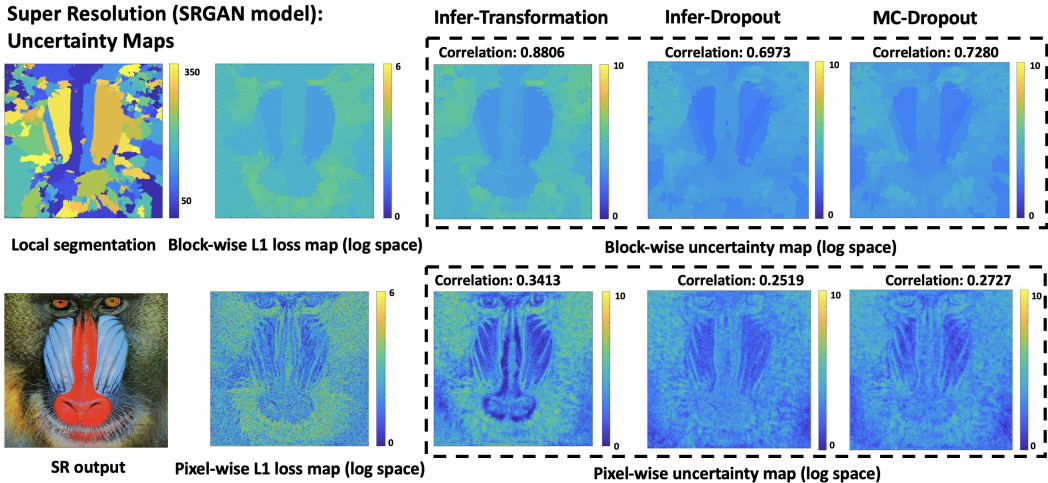 Super Resolution (SRGAN model):
Uncertainty Maps
Infer-Transformation
Infer-Dropout
MC-Dropout
Correlation: 0.8806
Correlation: 0.6973
Correlation: 0.7280
350
50
6
0
10
0
10
0
10
0
Local segmentation
Block-wise L1 loss map (log space)
Block-wise uncertainty map (log space)
Correlation: 0.3413
Correlation: 0.2519
Correlation: 0.2727
6
0
10
0
10
0
10
0
SR output
Pixel-wise L1 loss map (log space)
Pixel-wise uncertainty map (log space)